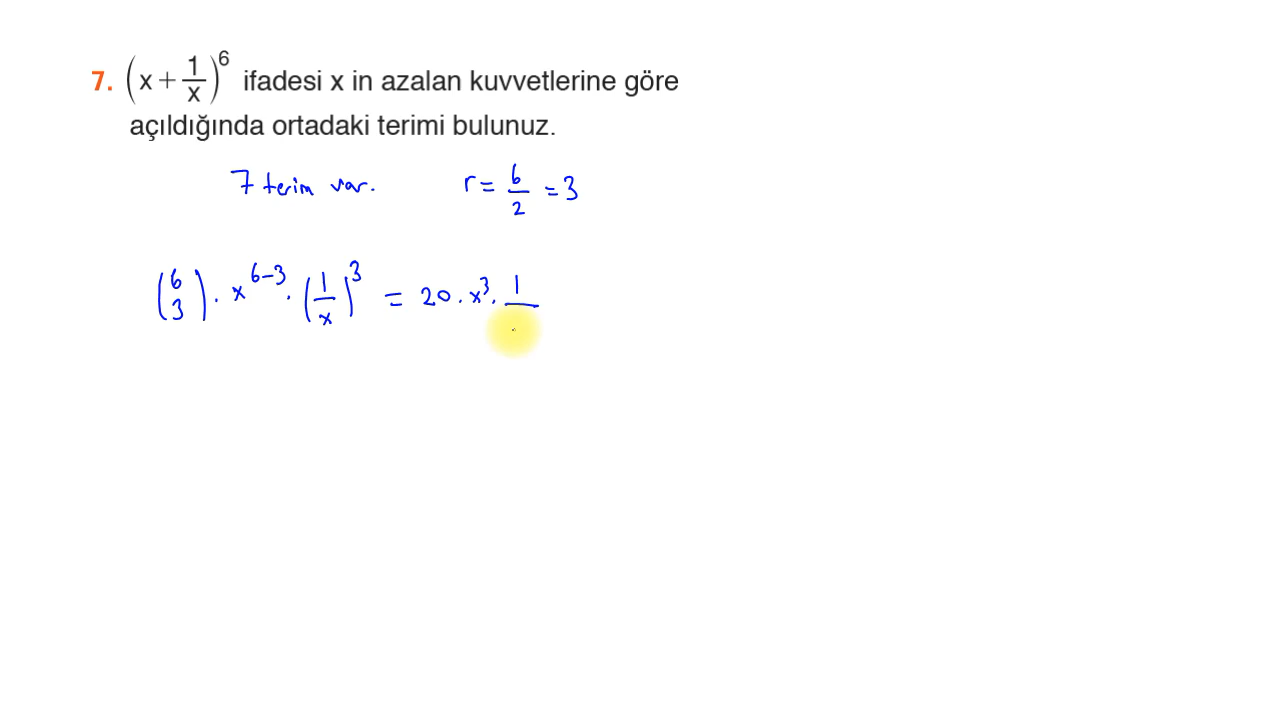 7. (x + 1/x)^6 ifadesi x in azalan kuvvetlerine göre
açıldığında ortadaki terimi bulunuz.
7 terim var. r = 6/2 = 3
(6 3) . x^6-3 . (1/x)^3 = 20 . x^3 . 1/